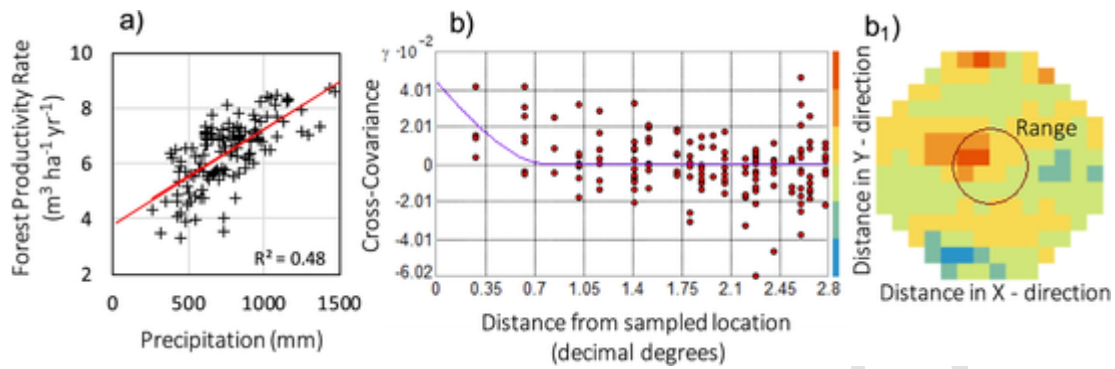 a)
Forest Productivity Rate
(m³ ha⁻¹ yr⁻¹)
10
8
6
4
2
R² = 0.48
0
500
1000
1500
Precipitation (mm)
b)
γ ·10⁻²
Cross-Covariance
4.01
2.01
0
-2.01
-4.01
-6.02
0
0.35
0.7
1.05
1.4
1.75
2.1
2.45
2.8
Distance from sampled location
(decimal degrees)
b₁)
Range
Distance in Y - direction
Distance in X - direction